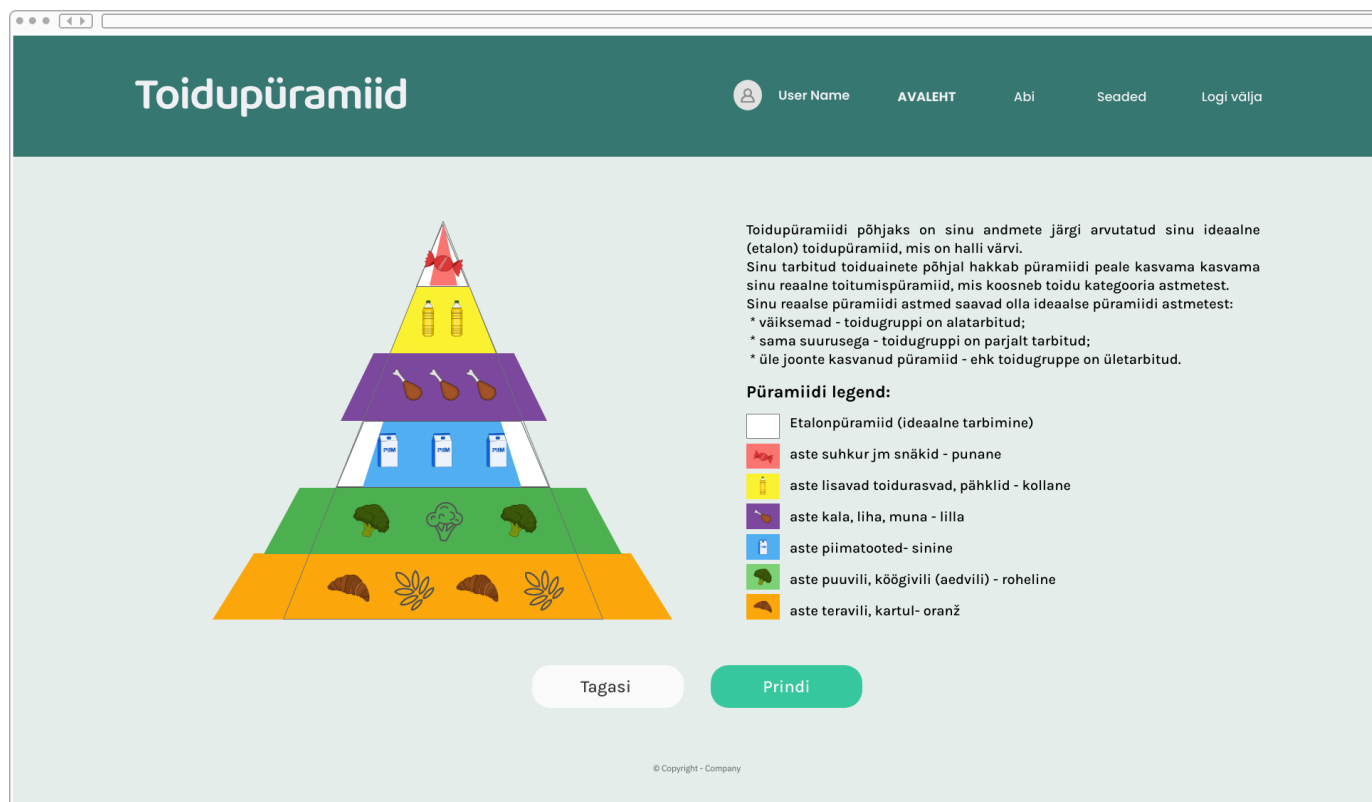 Toidupüramiid
User Name
AVALEHT
Abi
Seaded
Logi välja
Toidupüramiidi põhjaks on sinu andmete järgi arvutatud sinu ideaalne
(etalon) toidupüramiid, mis on halli värvi.
Sinu tarbitud toiduainete põhjal hakkab püramiidi peale kasvama kasvama
sinu reaalne toitumispüramiid, mis koosneb toidu kategooria astmetest.
Sinu reaalse püramiidi astmed saavad olla ideaalse püramiidi astmetest:
* väiksemad - toidugruppi on alatarbitud;
* sama suurusega - toidugruppi on parjalt tarbitud;
* üle joonte kasvanud püramiid - ehk toidugruppe on ületarbitud.
PIIM
PIIM
PIIM
Püramiidi legend:
Etalonpüramiid (ideaalne tarbimine)
aste suhkur jm snäkid - punane
aste lisavad toidurasvad, pähklid - kollane
aste kala, liha, muna - lilla
aste piimatooted- sinine
aste puuvili, köögivili (aedvili) - roheline
aste teravili, kartul- oranž
Tagasi
Prindi
© Copyright - Company